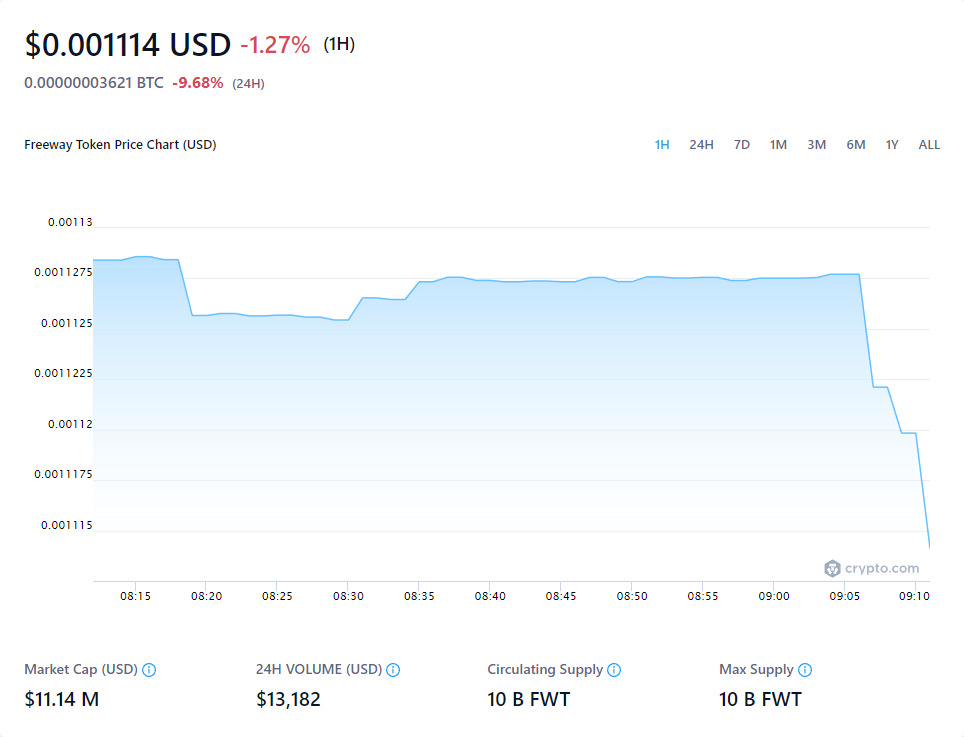 $0.001114 USD -1.27% (1H)
0.00000003621 BTC -9.68% (24H)
Freeway Token Price Chart (USD) 1H 24H 7D 1M 3M 6M 1Y ALL
0.00113
0.0011275
0.001125
0.0011225
0.00112
0.0011175
0.001115
crypto.com
08:15 08:20 08:25 08:30 08:35 08:40 08:45 08:50 08:55 09:00 09:05 09:10
Market Cap (USD) 24H VOLUME (USD) Circulating Supply Max Supply
$11.14 M $13,182 10 B FWT 10 B FWT